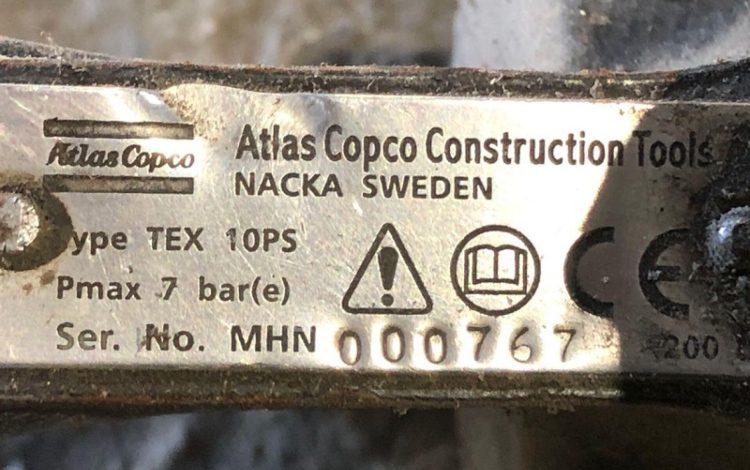 Atlas Copco
Atlas Copco Construction Tools
NACKA SWEDEN
ype TEX 10PS
Pmax 7 bar(e)
CE
Ser. No. MHN 000767
200